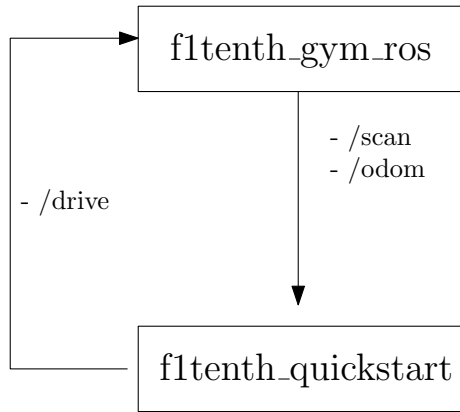 f1tenth_gym_ros
- /scan
- /odom
- /drive
f1tenth_quickstart